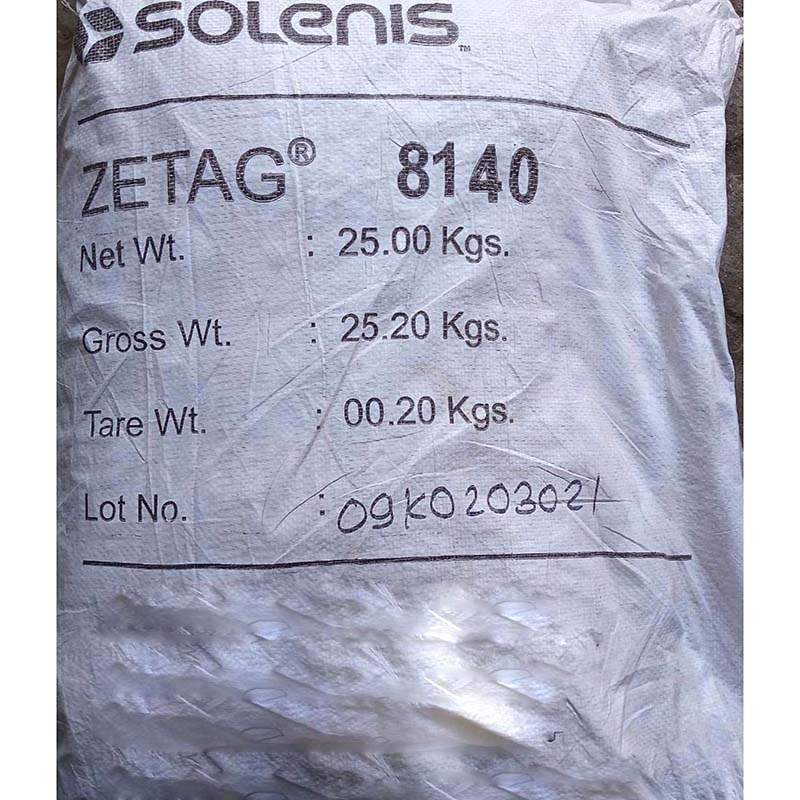 SOLENIS™
ZETAG® 8140
Net Wt. : 25.00 Kgs.
Gross Wt. : 25.20 Kgs.
Tare Wt. : 00.20 Kgs.
Lot No. : 09K0203021